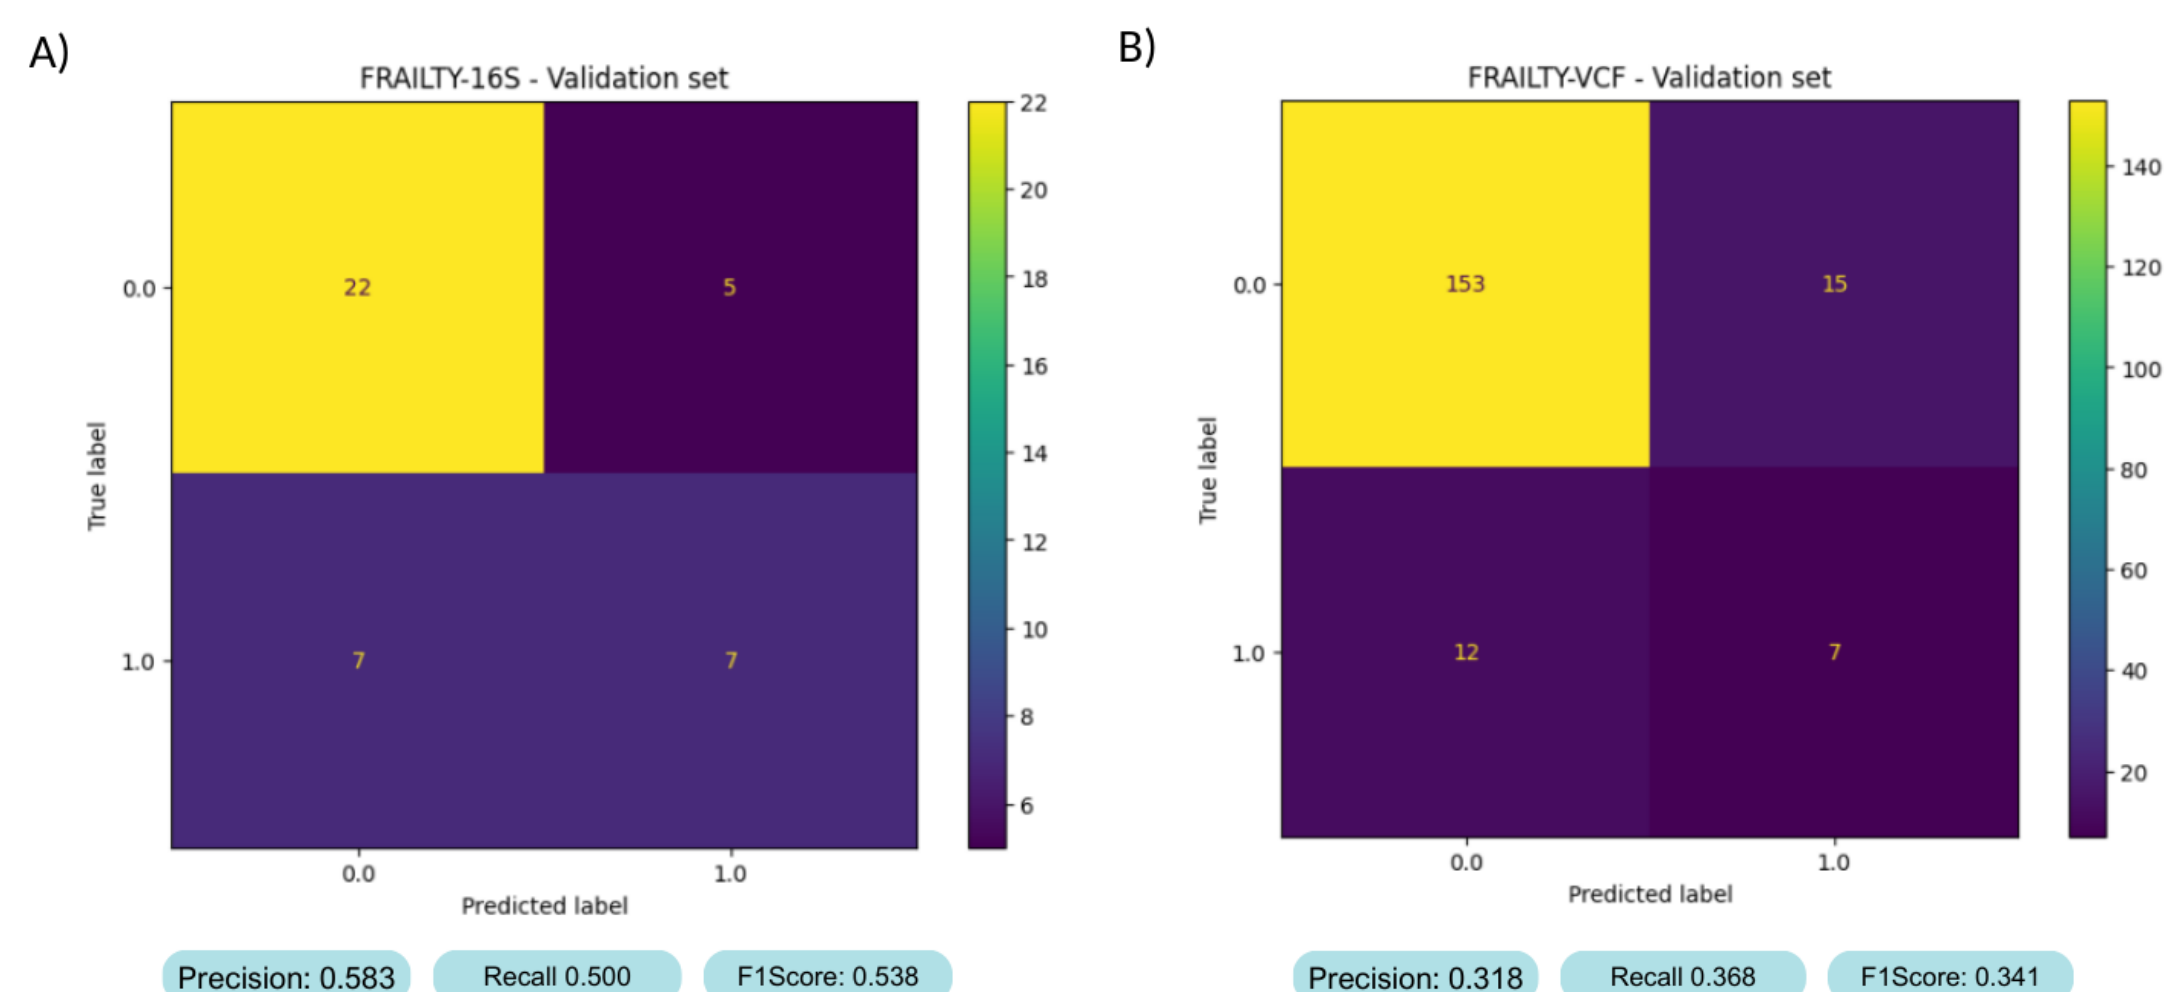 A)
FRAILTY-16S - Validation set
22
5
7
7
0.0
1.0
True label
0.0
1.0
Predicted label
22
20
18
16
14
12
10
8
6
Precision: 0.583
Recall 0.500
F1Score: 0.538
B)
FRAILTY-VCF - Validation set
153
15
12
7
0.0
1.0
True label
0.0
1.0
Predicted label
140
120
100
80
60
40
20
Precision: 0.318
Recall 0.368
F1Score: 0.341